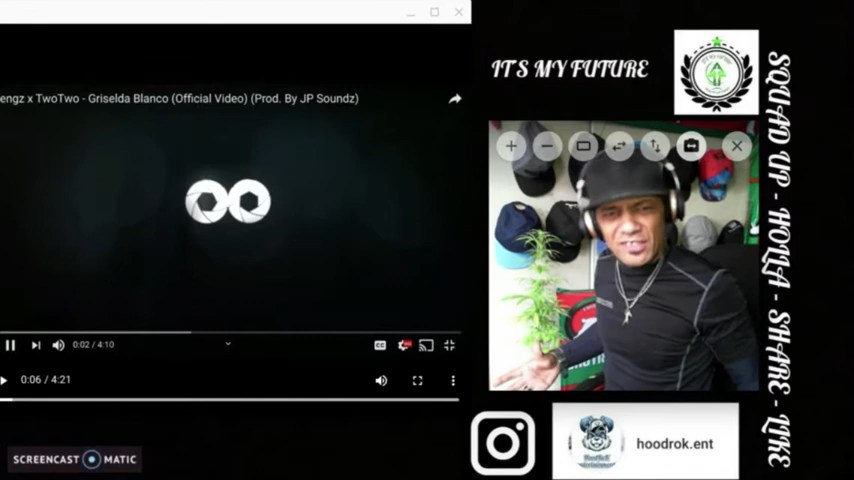 engz x TwoTwo - Griselda Blanco (Official Video) (Prod. By JP Soundz)
0:02 / 4:10
CC
0:06 / 4:21
SCREENCAST MATIC
IT'S MY FUTURE
SQUAD UP - HOLLA - SHARE - LIKE
hoodrok.ent